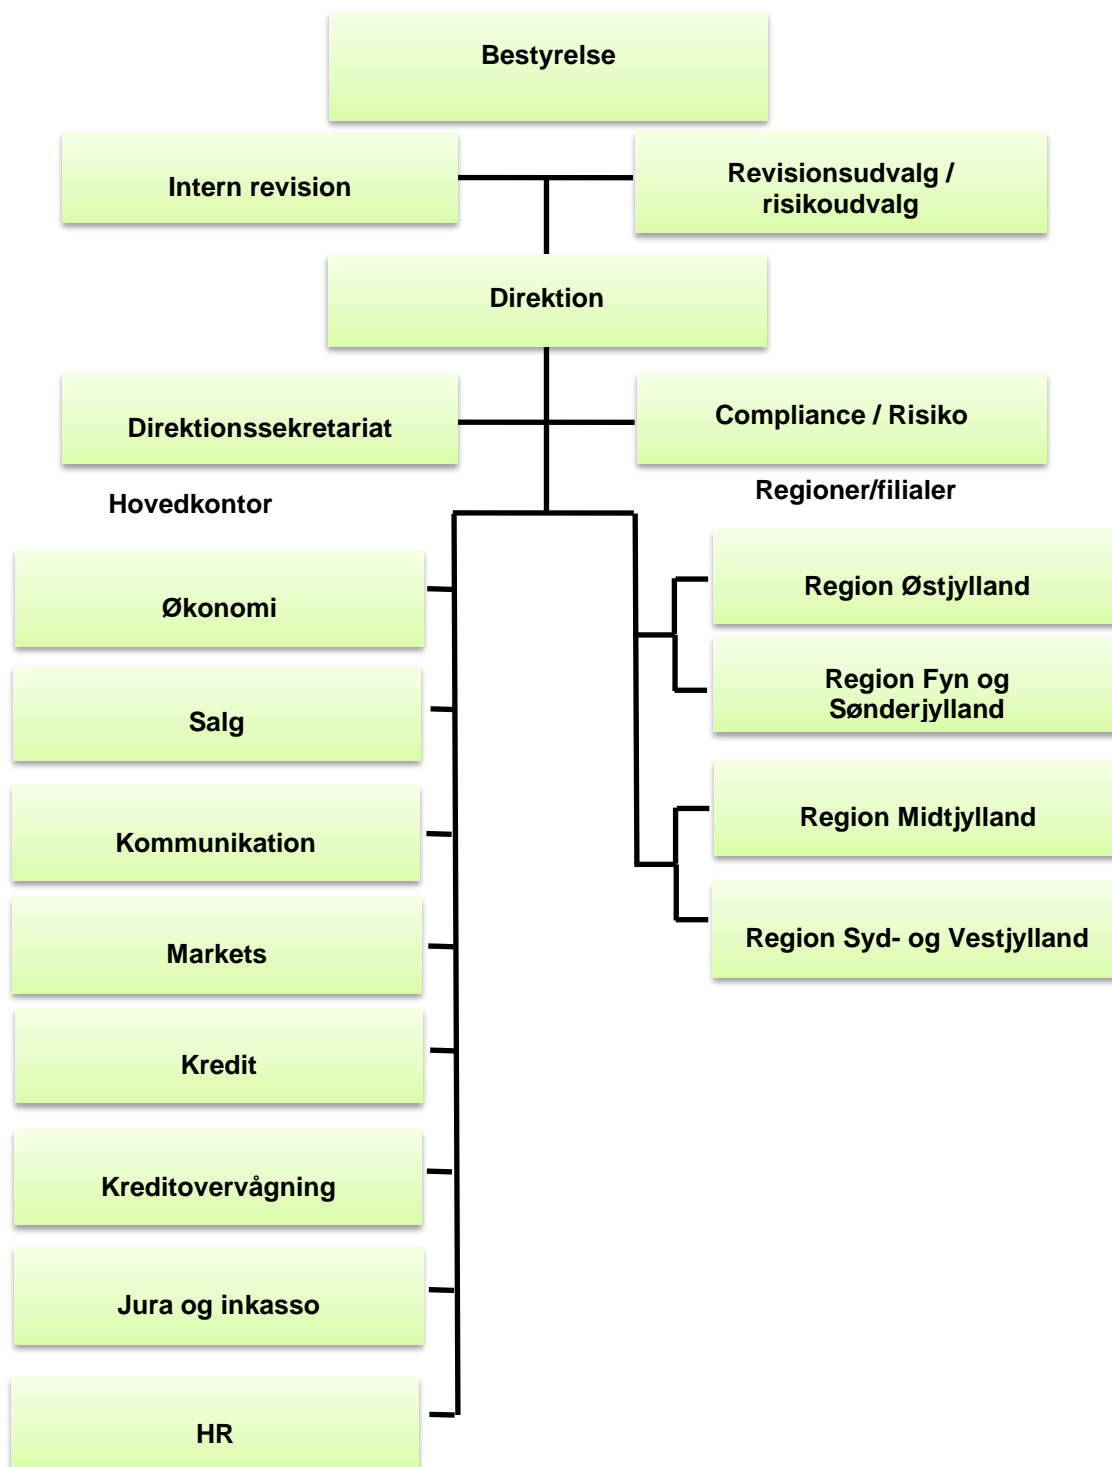 Bestyrelse
Intern revision
Revisionsudvalg /
risikoudvalg
Direktion
Direktionssekretariat
Compliance / Risiko
Hovedkontor
Regioner/filialer
Økonomi
Salg
Kommunikation
Markets
Kredit
Kreditovervågning
Jura og inkasso
HR
Region Østjylland
Region Fyn og
Sønderjylland
Region Midtjylland
Region Syd- og Vestjylland